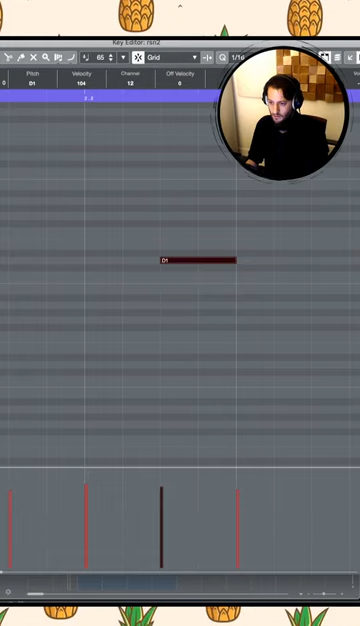 Key Editor: rsn2
65 Grid 1/16
Pitch Velocity Channel Off Velocity
0 D1 104 12 0
D1